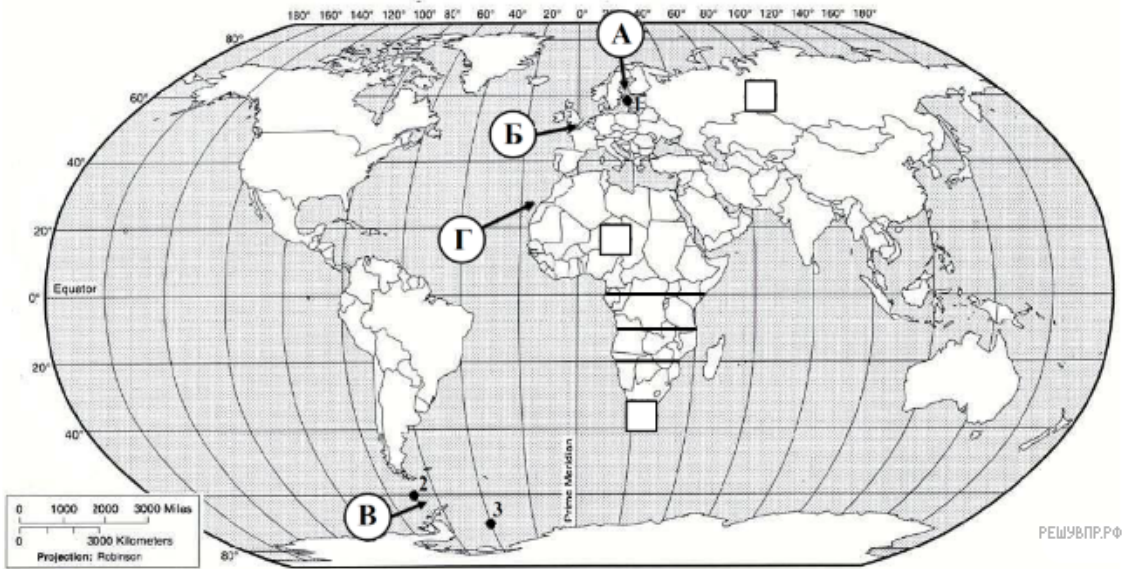 180° 160° 140° 120° 100° 80° 60° 40° 20° 0° 20° 40° 60° 80° 100° 120° 140° 160° 180°
80°
А
60°
1
Б
40°
Г
20°
Equator
0°
20°
40°
Prime Meridian
2
3
В
0 1000 2000 3000 Miles
0 3000 Kilometers
Projection: Robinson
80°
РЕШУВПР.РФ